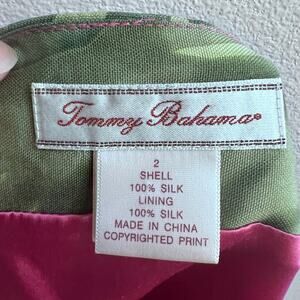 Tommy Bahama®
2
SHELL
100% SILK
LINING
100% SILK
MADE IN CHINA
COPYRIGHTED PRINT